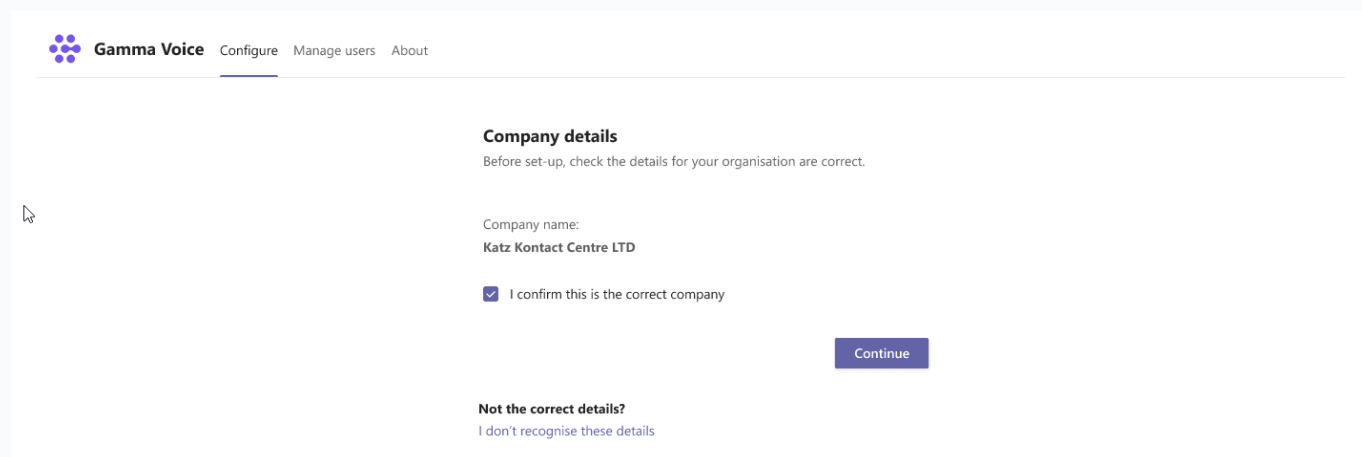 Gamma Voice Configure Manage users About
Company details
Before set-up, check the details for your organisation are correct.
Company name:
Katz Kontact Centre LTD
I confirm this is the correct company
Continue
Not the correct details?
I don't recognise these details